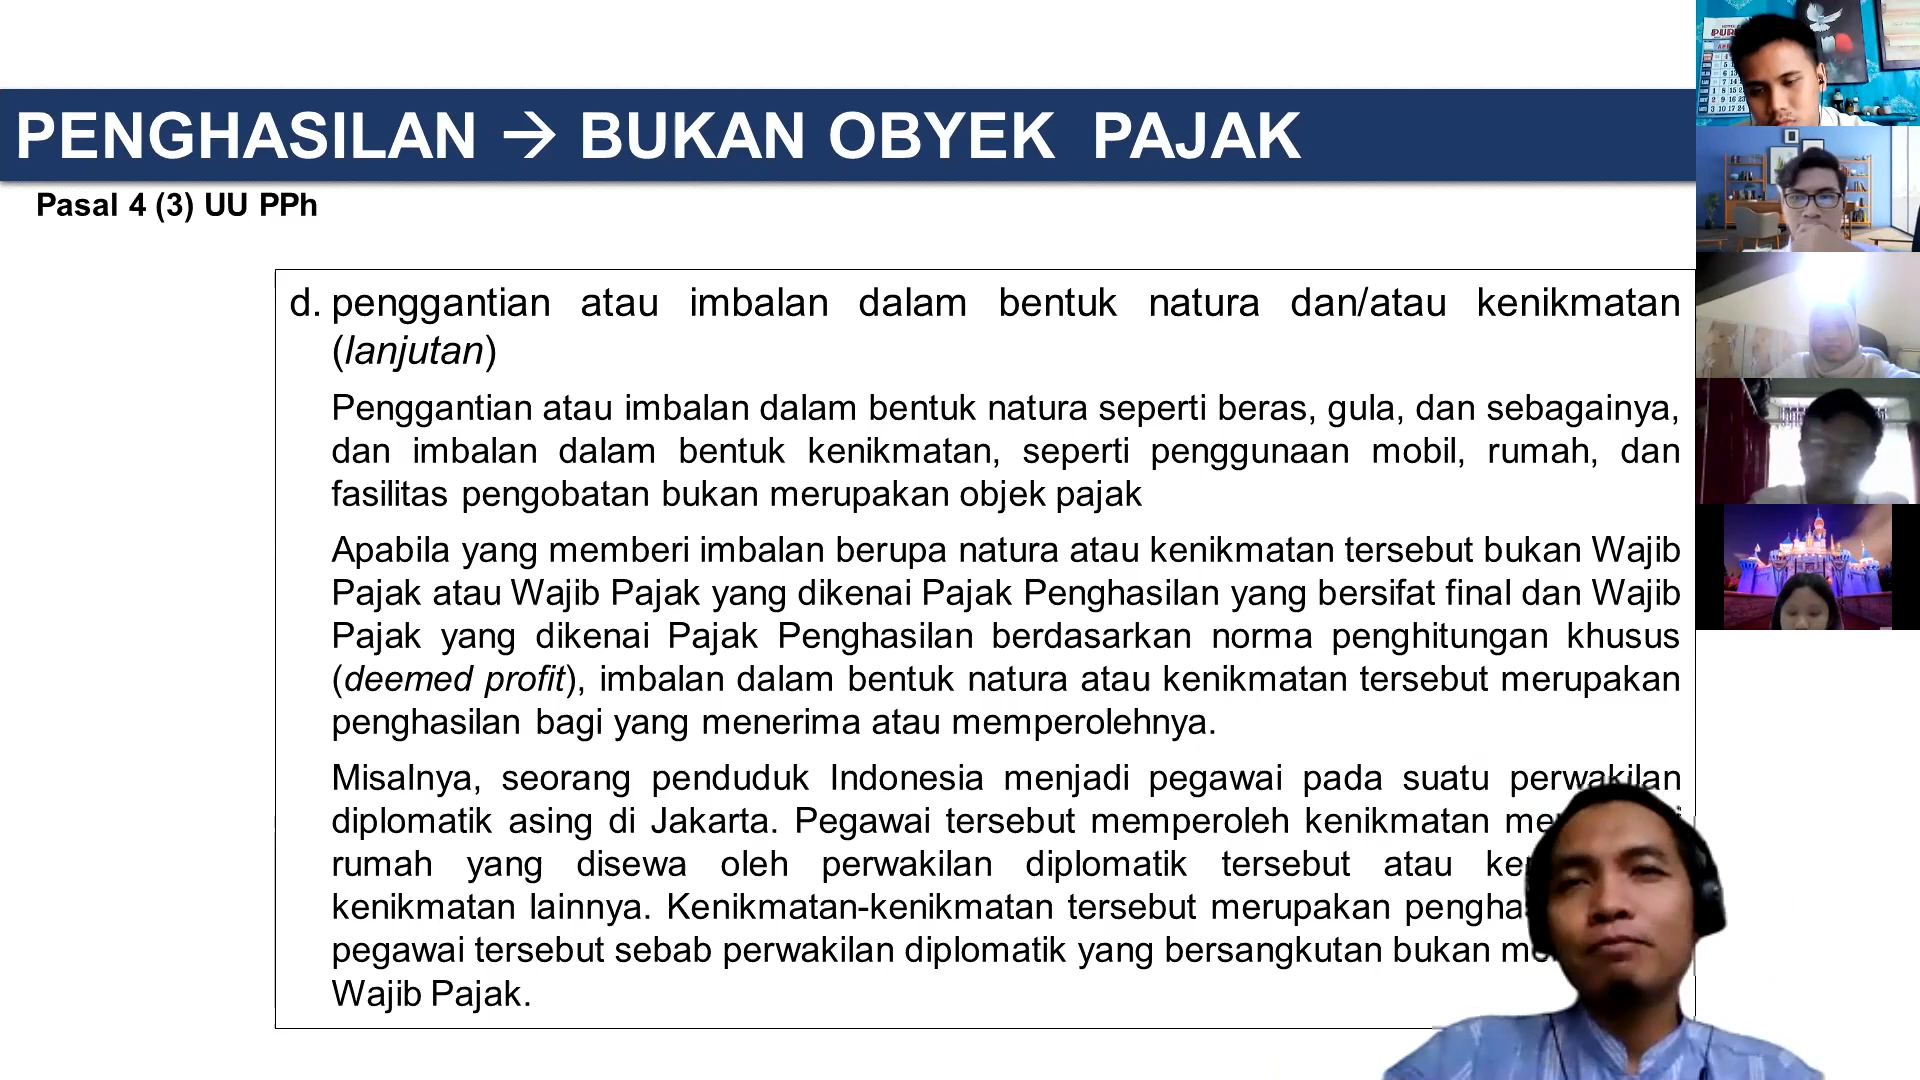 PENGHASILAN → BUKAN OBYEK PAJAK
Pasal 4 (3) UU PPh
d. penggantian atau imbalan dalam bentuk natura dan/atau kenikmatan
(lanjutan)
Penggantian atau imbalan dalam bentuk natura seperti beras, gula, dan sebagainya,
dan imbalan dalam bentuk kenikmatan, seperti penggunaan mobil, rumah, dan
fasilitas pengobatan bukan merupakan objek pajak
Apabila yang memberi imbalan berupa natura atau kenikmatan tersebut bukan Wajib
Pajak atau Wajib Pajak yang dikenai Pajak Penghasilan yang bersifat final dan Wajib
Pajak yang dikenai Pajak Penghasilan berdasarkan norma penghitungan khusus
(deemed profit), imbalan dalam bentuk natura atau kenikmatan tersebut merupakan
penghasilan bagi yang menerima atau memperolehnya.
Misalnya, seorang penduduk Indonesia menjadi pegawai pada suatu perwakilan
diplomatik asing di Jakarta. Pegawai tersebut memperoleh kenikmatan
rumah yang disewa oleh perwakilan diplomatik tersebut atau
kenikmatan lainnya. Kenikmatan-kenikmatan tersebut merupakan
pegawai tersebut sebab perwakilan diplomatik yang bersangkutan bukan
Wajib Pajak.